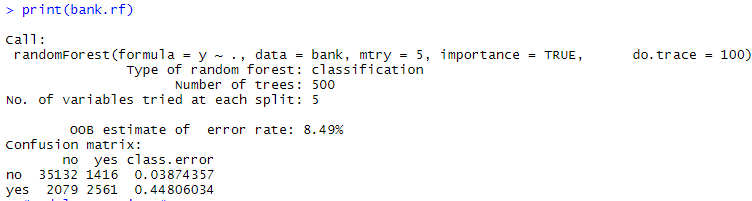 > print(bank.rf)
Call:
randomForest(formula = y ~ ., data = bank, mtry = 5, importance = TRUE, do.trace = 100)
Type of random forest: classification
Number of trees: 500
No. of variables tried at each split: 5
OOB estimate of error rate: 8.49%
Confusion matrix:
no yes class.error
no 35132 1416 0.03874357
yes 2079 2561 0.44806034